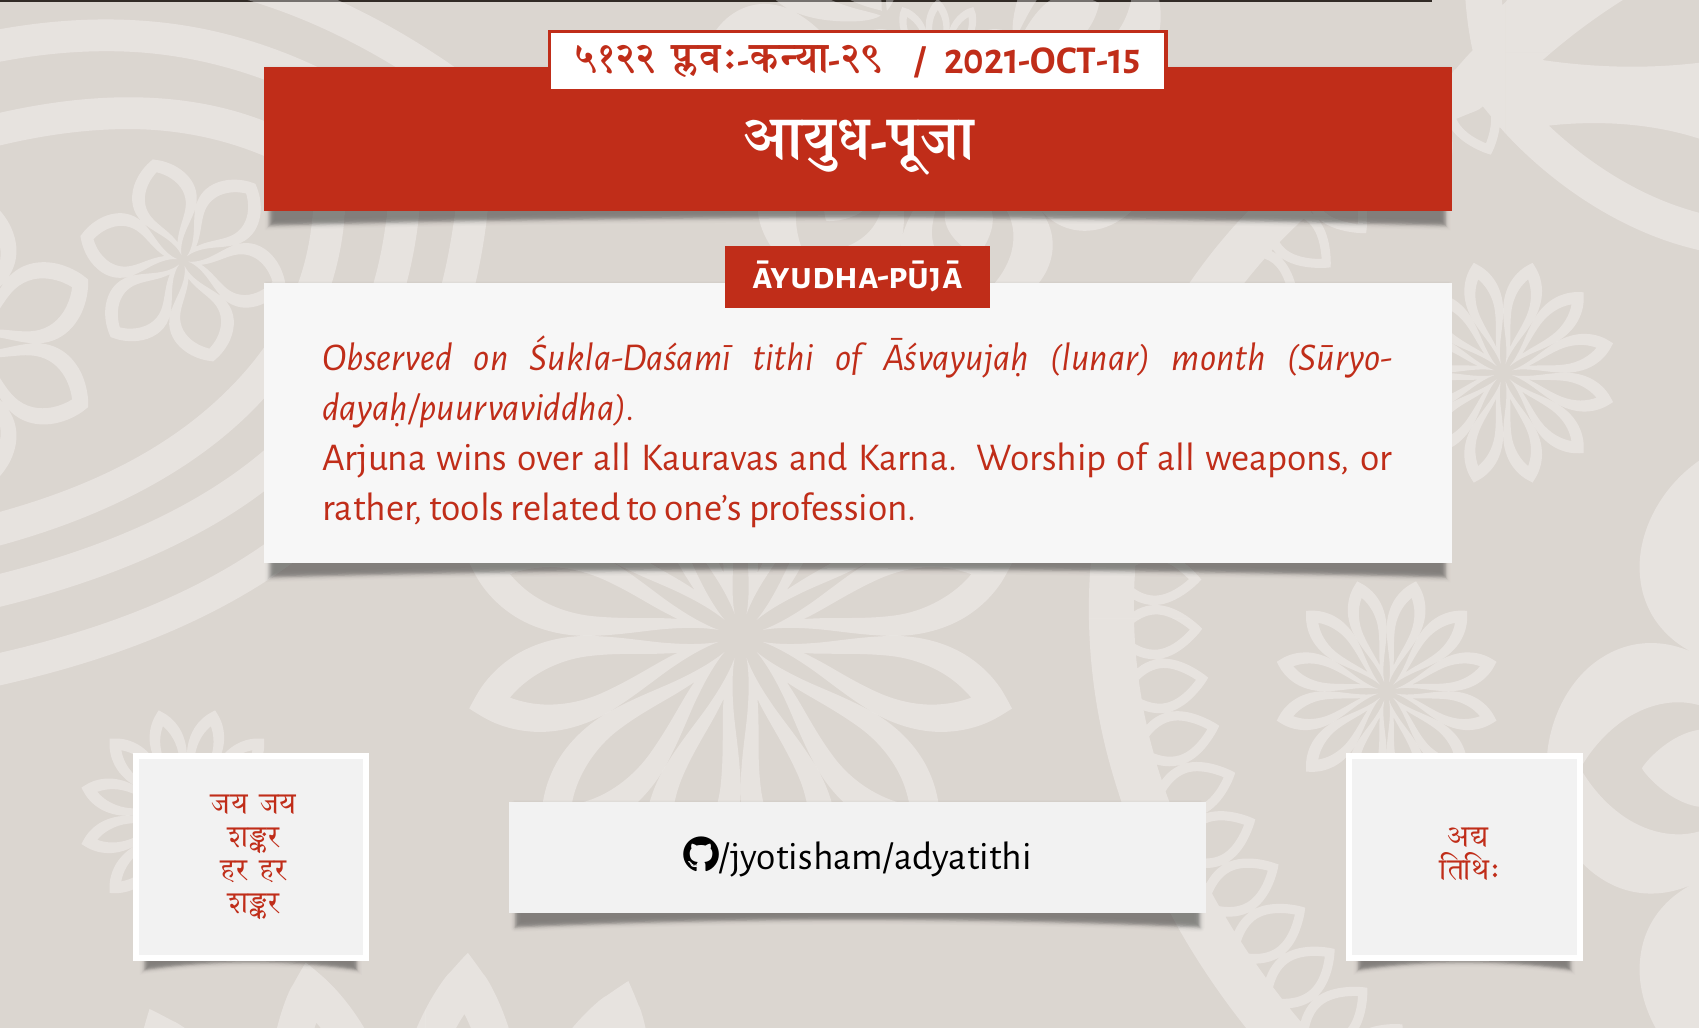 ५१२२ प्लवः-कन्या-२९ / 2021-OCT-15
आयुध-पूजा
ĀYUDHA-PŪJĀ
Observed on Śukla-Daśamī tithi of Āśvayujaḥ (lunar) month (Sūryo-
dayaḥ/puurvaviddha).
Arjuna wins over all Kauravas and Karna. Worship of all weapons, or
rather, tools related to one’s profession.
जय जय
शङ्कर
हर हर
शङ्कर
/jyotisham/adyatithi
अद्य
तिथिः